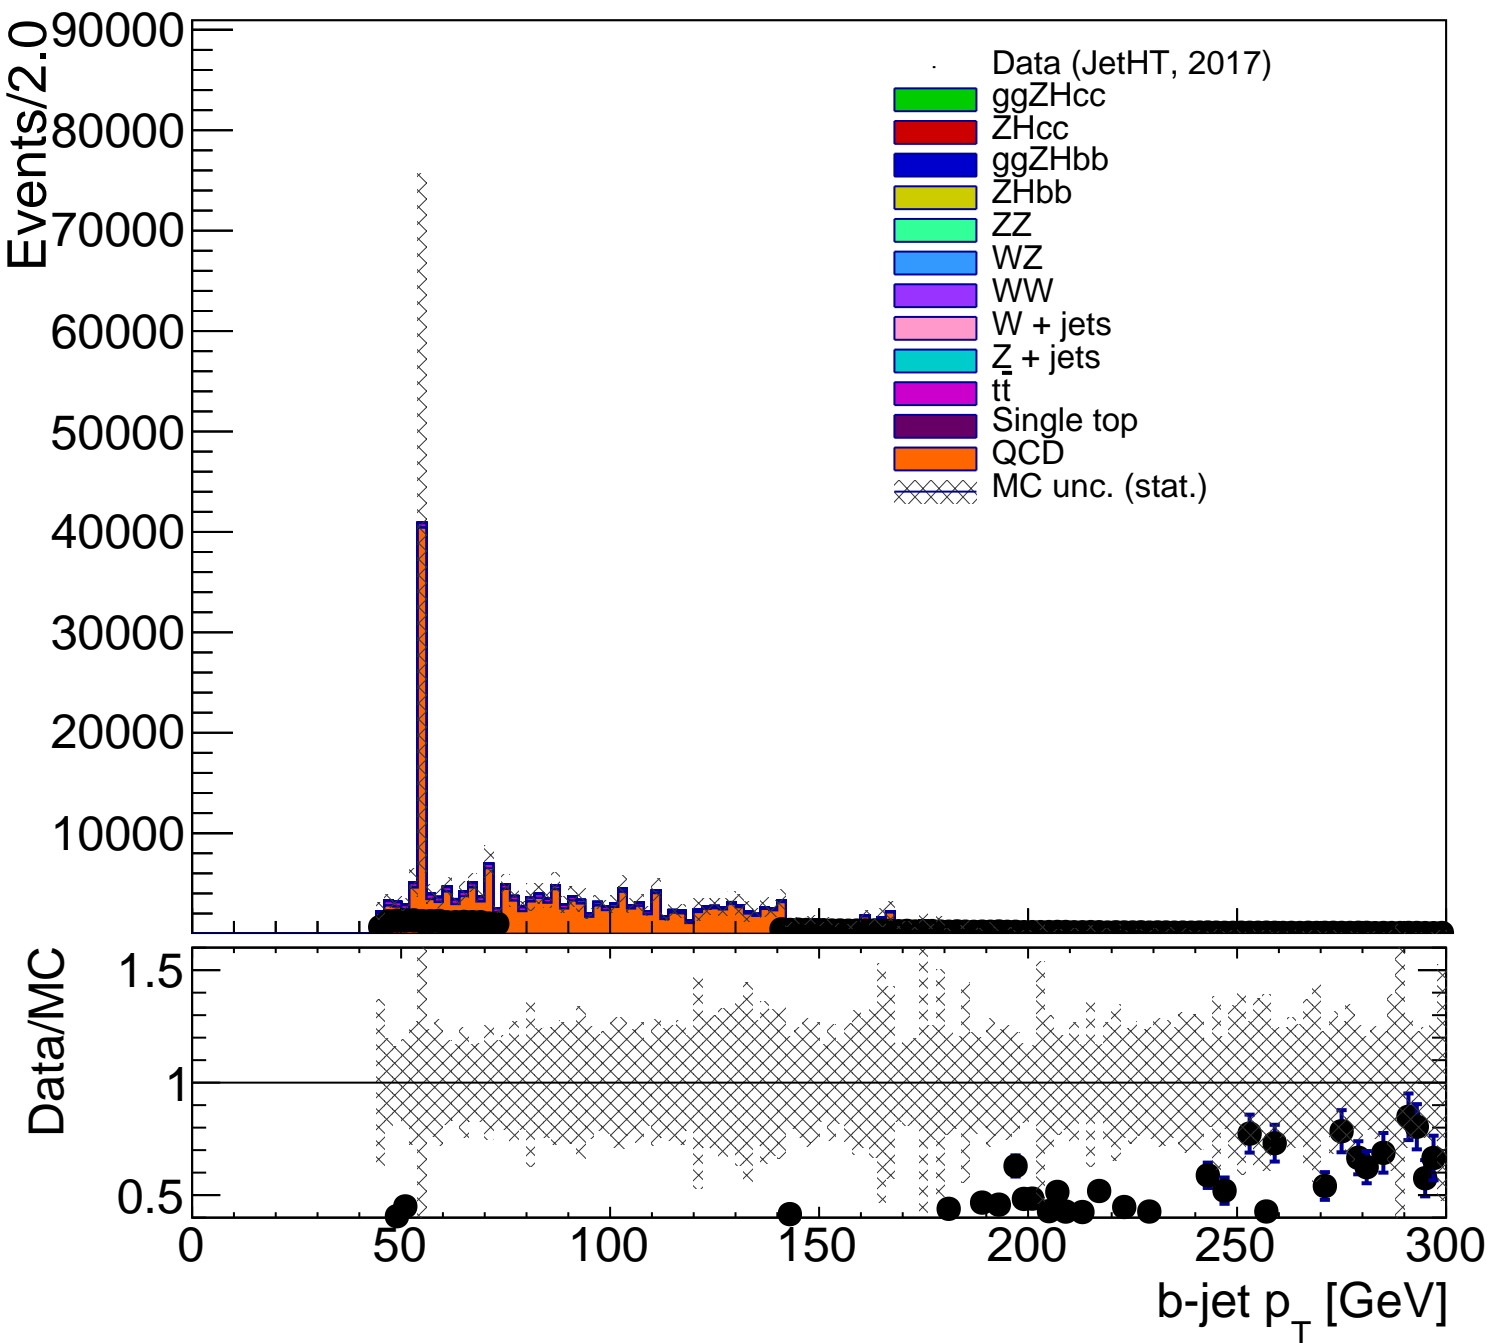 Events/2.0
90000
80000
70000
60000
50000
40000
30000
20000
10000
Data (JetHT, 2017)
ggZHcc
ZHcc
ggZHbb
ZHbb
ZZ
WZ
WW
W + jets
Z + jets
tt̄
Single top
QCD
MC unc. (stat.)
Data/MC
1.5
1
0.5
0 50 100 150 200 250 300
b-jet p_T [GeV]